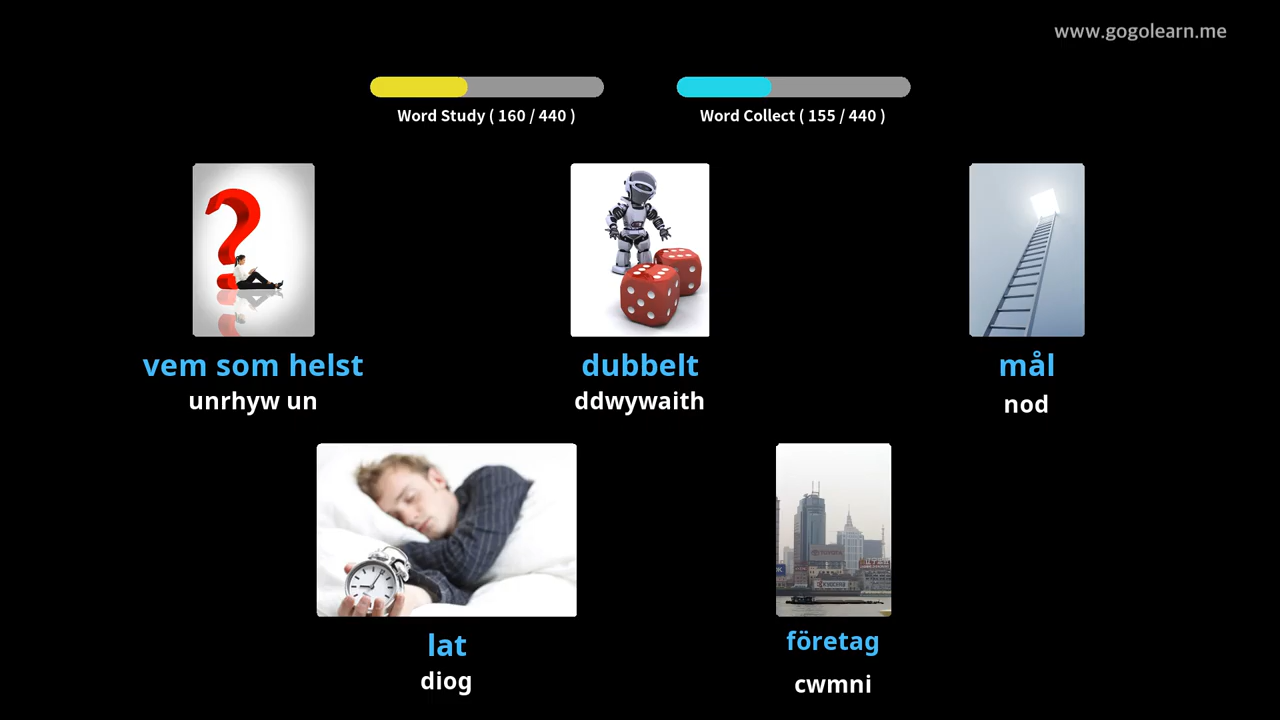 www.gogolearn.me
Word Study ( 160 / 440 )
Word Collect ( 155 / 440 )
vem som helst
unrhyw un
dubbelt
ddwywaith
mål
nod
TOYOTA
lat
diog
företag
cwmni